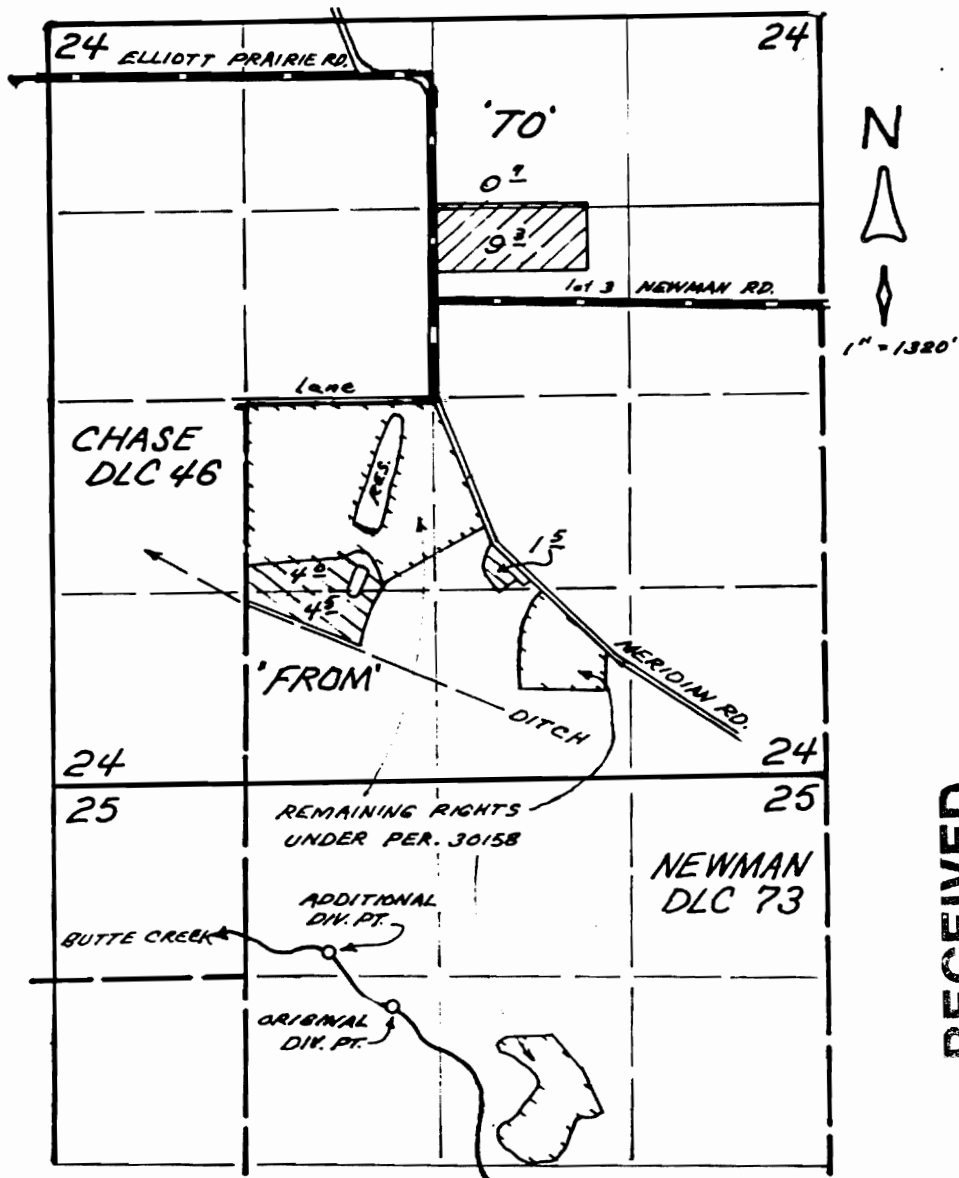 24
24
ELLIOTT PRAIRIE RD.
'TO'
N
0 7
9 3
lot 3 NEWMAN RD.
1" = 1320'
lane
CHASE
DLC 46
RES.
1 5
4 0
4 5
'FROM'
MERIDIAN RD.
DITCH
24
24
25
25
REMAINING RIGHTS
UNDER PER. 30158
NEWMAN
DLC 73
ADDITIONAL
DIV. PT.
BUTTE CREEK
ORIGINAL
DIV. PT.
RECEIVED